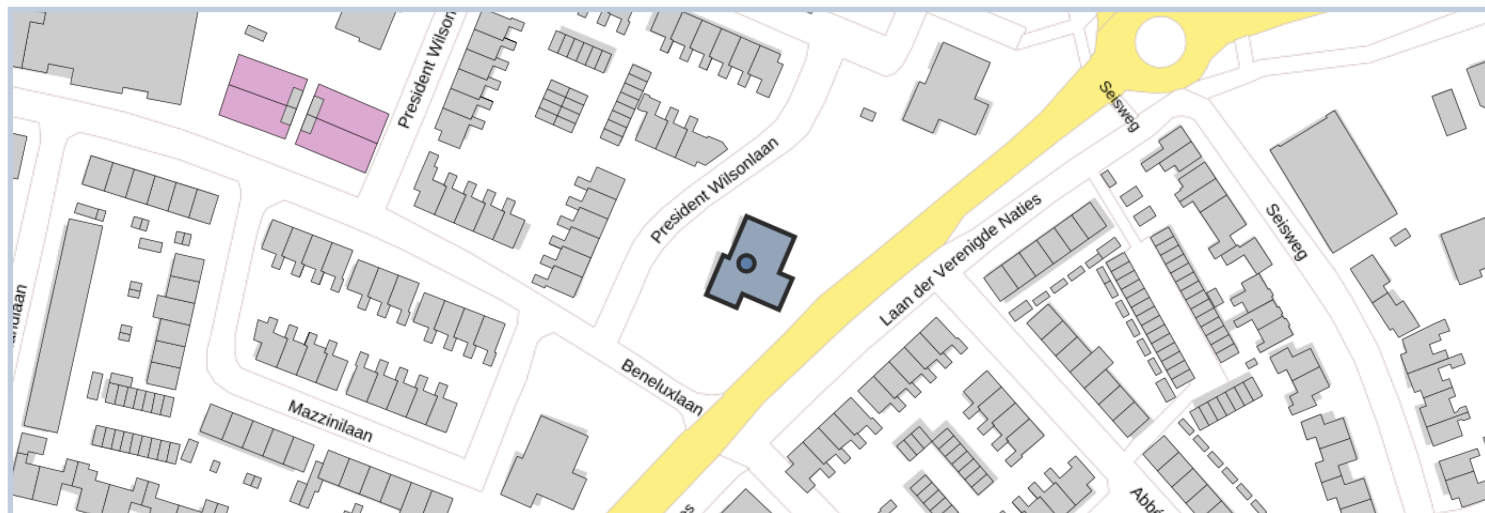 President Wilson
Seisweg
President Wilsonlaan
Laan der Verenigde Naties
Seisweg
Beneluxlaan
Mazzinilaan